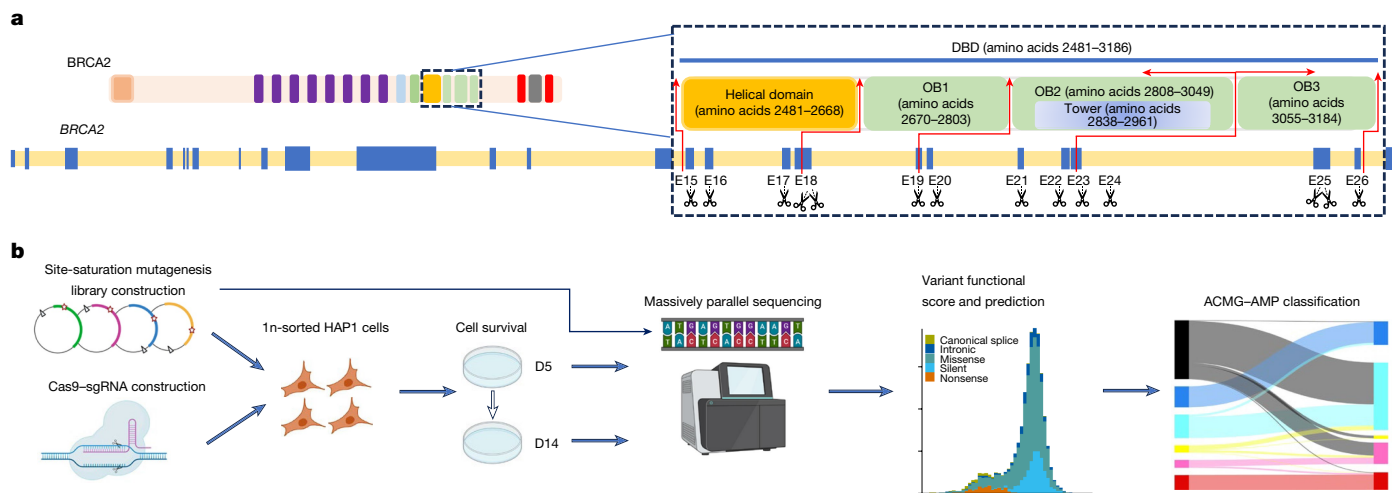 a
DBD (amino acids 2481–3186)
BRCA2
Helical domain
(amino acids 2481–2668)
OB1
(amino acids
2670–2803)
OB2 (amino acids 2808–3049)
Tower (amino acids
2838–2961)
OB3
(amino acids
3055–3184)
BRCA2
E15 E16 E17 E18 E19 E20 E21 E22 E23 E24 E25 E26
b
Site-saturation mutagenesis
library construction
Cas9–sgRNA construction
1n-sorted HAP1 cells
Cell survival
D5
D14
Massively parallel sequencing
A T G A G T G G A A G T
T A C T C A C C T T C A
Variant functional
score and prediction
Canonical splice
Intronic
Missense
Silent
Nonsense
ACMG–AMP classification